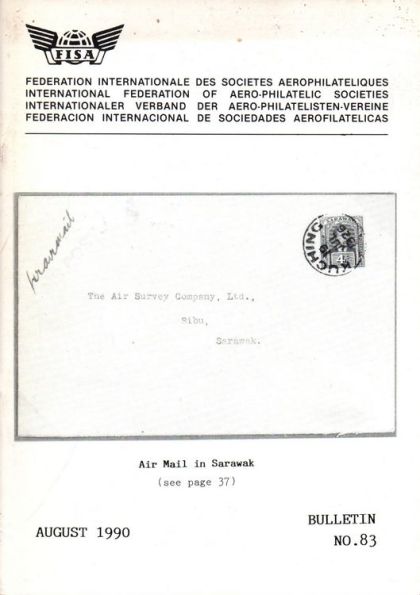 FISA
FEDERATION INTERNATIONALE DES SOCIETES AEROPHILATELIQUES
INTERNATIONAL FEDERATION OF AERO-PHILATELIC SOCIETIES
INTERNATIONALER VERBAND DER AERO-PHILATELISTEN-VEREINE
FEDERACION INTERNACIONAL DE SOCIEDADES AEROFILATELICAS
SARAWAK
KUCHING
4
The Air Survey Company, Ltd.,
Sibu,
Sarawak.
Air Mail in Sarawak
(see page 37)
AUGUST 1990
BULLETIN
NO.83